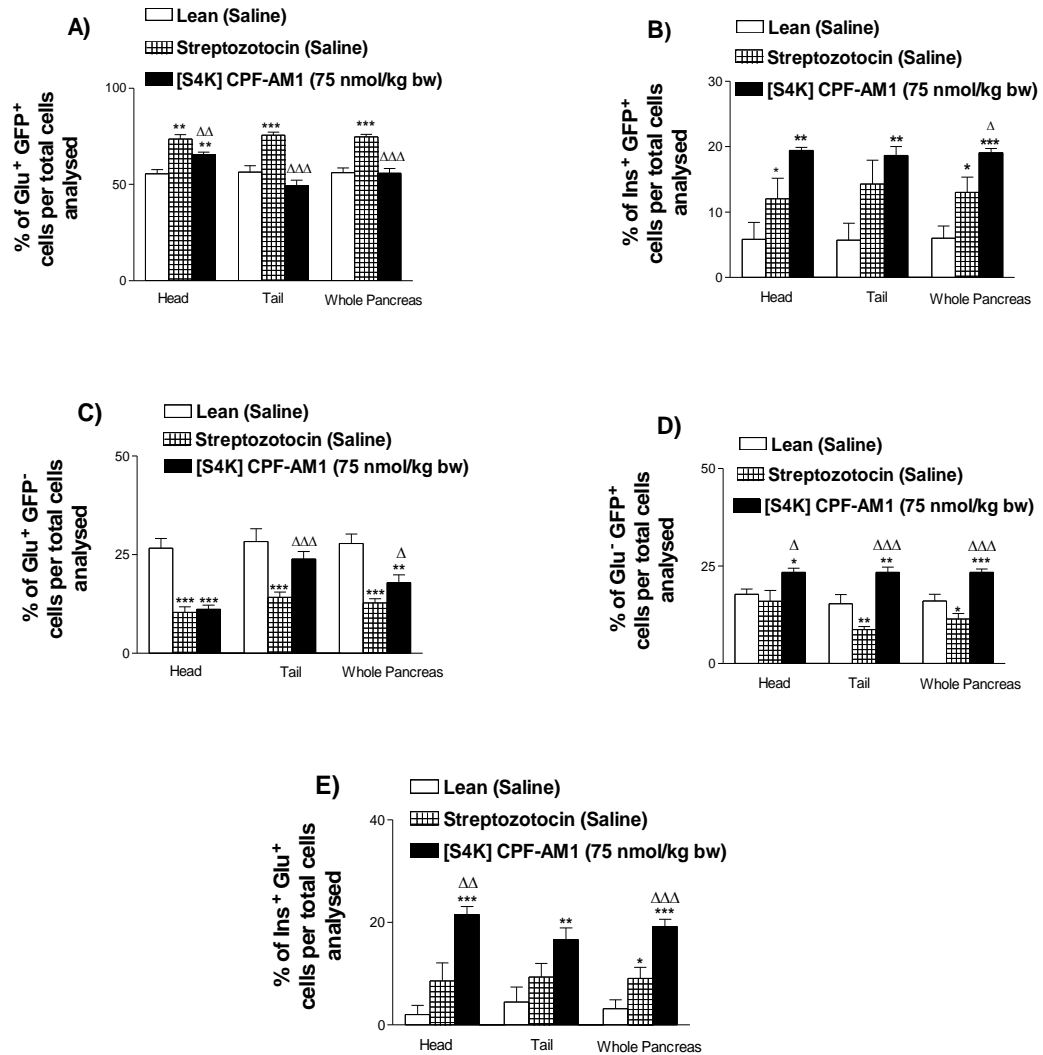 A)
Lean (Saline)
Streptozotocin (Saline)
[S4K] CPF-AM1 (75 nmol/kg bw)
% of Glu⁺ GFP⁺
cells per total cells
analysed
100
50
0
** ΔΔ ** *** ΔΔΔ *** ΔΔΔ
Head Tail Whole Pancreas
B)
Lean (Saline)
Streptozotocin (Saline)
[S4K] CPF-AM1 (75 nmol/kg bw)
% of Ins⁺ GFP⁺
cells per total cells
analysed
30
20
10
0
* ** ** * Δ ***
Head Tail Whole Pancreas
C)
Lean (Saline)
Streptozotocin (Saline)
[S4K] CPF-AM1 (75 nmol/kg bw)
% of Glu⁺ GFP⁻
cells per total cells
analysed
50
25
0
*** *** *** ΔΔΔ *** Δ **
Head Tail Whole Pancreas
D)
Lean (Saline)
Streptozotocin (Saline)
[S4K] CPF-AM1 (75 nmol/kg bw)
% of Glu⁻ GFP⁺
cells per total cells
analysed
50
25
0
Δ * ** ΔΔΔ ** * ΔΔΔ ***
Head Tail Whole Pancreas
E)
Lean (Saline)
Streptozotocin (Saline)
[S4K] CPF-AM1 (75 nmol/kg bw)
% of Ins⁺ Glu⁺
cells per total cells
analysed
40
20
0
ΔΔ *** ** * ΔΔΔ ***
Head Tail Whole Pancreas